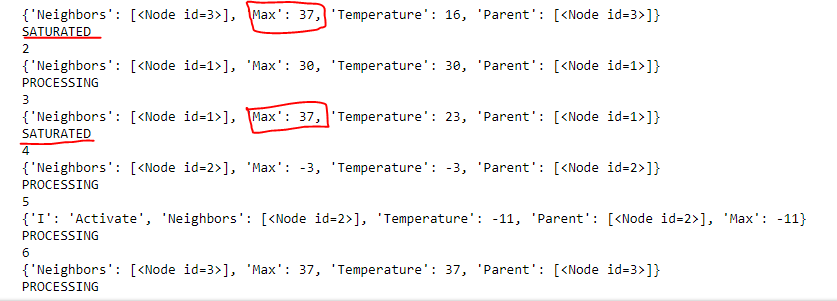 {'Neighbors': [<Node id=3>], 'Max': 37, 'Temperature': 16, 'Parent': [<Node id=3>]}
SATURATED
2
{'Neighbors': [<Node id=1>], 'Max': 30, 'Temperature': 30, 'Parent': [<Node id=1>]}
PROCESSING
3
{'Neighbors': [<Node id=1>], 'Max': 37, 'Temperature': 23, 'Parent': [<Node id=1>]}
SATURATED
4
{'Neighbors': [<Node id=2>], 'Max': -3, 'Temperature': -3, 'Parent': [<Node id=2>]}
PROCESSING
5
{'I': 'Activate', 'Neighbors': [<Node id=2>], 'Temperature': -11, 'Parent': [<Node id=2>], 'Max': -11}
PROCESSING
6
{'Neighbors': [<Node id=3>], 'Max': 37, 'Temperature': 37, 'Parent': [<Node id=3>]}
PROCESSING